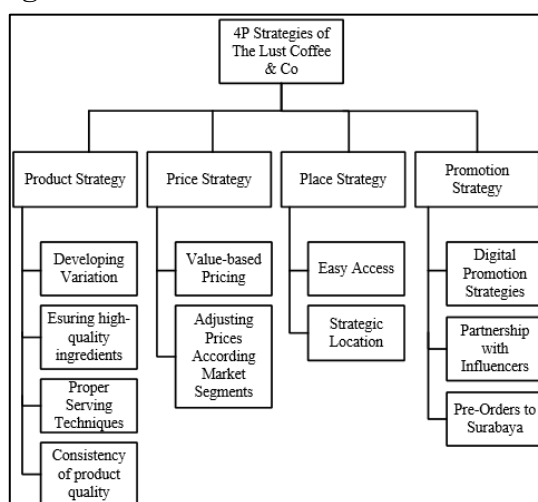 4P Strategies of
The Lust Coffee
& Co
Product Strategy
Price Strategy
Place Strategy
Promotion
Strategy
Developing
Variation
Esuring high-
quality
ingredients
Proper
Serving
Techniques
Consistency
of product
quality
Value-based
Pricing
Adjusting
Prices
According
Market
Segments
Easy Access
Strategic
Location
Digital
Promotion
Strategies
Partnership
with
Influencers
Pre-Orders to
Surabaya